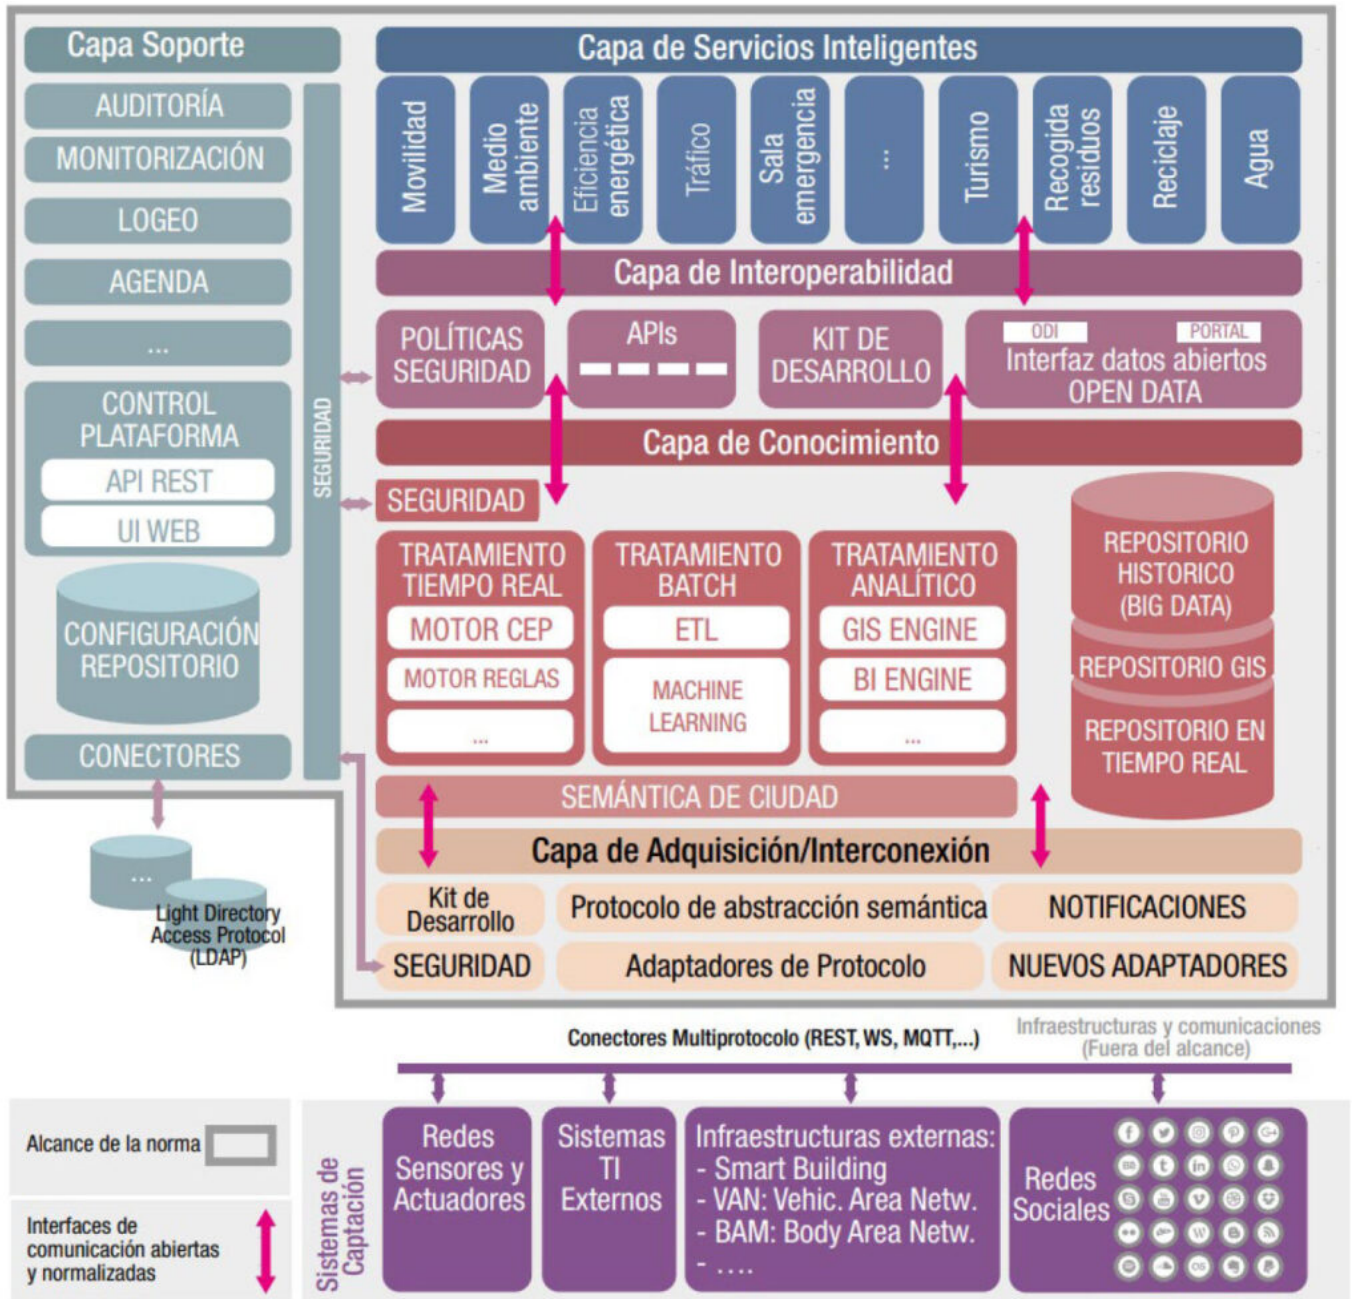 Capa Soporte
AUDITORÍA
MONITORIZACIÓN
LOGEO
AGENDA
...
CONTROL
PLATAFORMA
API REST
UI WEB
CONFIGURACIÓN
REPOSITORIO
CONECTORES
SEGURIDAD
...
Light Directory
Access Protocol
(LDAP)
Capa de Servicios Inteligentes
Movilidad
Medio
ambiente
Eficiencia
energética
Tráfico
Sala
emergencia
...
Turismo
Recogida
residuos
Reciclaje
Agua
Capa de Interoperabilidad
POLÍTICAS
SEGURIDAD
APIs
KIT DE
DESARROLLO
ODI
PORTAL
Interfaz datos abiertos
OPEN DATA
Capa de Conocimiento
SEGURIDAD
TRATAMIENTO
TIEMPO REAL
MOTOR CEP
MOTOR REGLAS
...
TRATAMIENTO
BATCH
ETL
MACHINE
LEARNING
TRATAMIENTO
ANALÍTICO
GIS ENGINE
BI ENGINE
...
REPOSITORIO
HISTORICO
(BIG DATA)
REPOSITORIO GIS
REPOSITORIO EN
TIEMPO REAL
SEMÁNTICA DE CIUDAD
Capa de Adquisición/Interconexión
Kit de
Desarrollo
Protocolo de abstracción semántica
NOTIFICACIONES
SEGURIDAD
Adaptadores de Protocolo
NUEVOS ADAPTADORES
Conectores Multiprotocolo (REST, WS, MQTT,...)
Infraestructuras y comunicaciones
(Fuera del alcance)
Alcance de la norma
Interfaces de
comunicación abiertas
y normalizadas
Sistemas de
Captación
Redes
Sensores y
Actuadores
Sistemas
TI
Externos
Infraestructuras externas:
- Smart Building
- VAN: Vehic. Area Netw.
- BAM: Body Area Netw.
- ....
Redes
Sociales